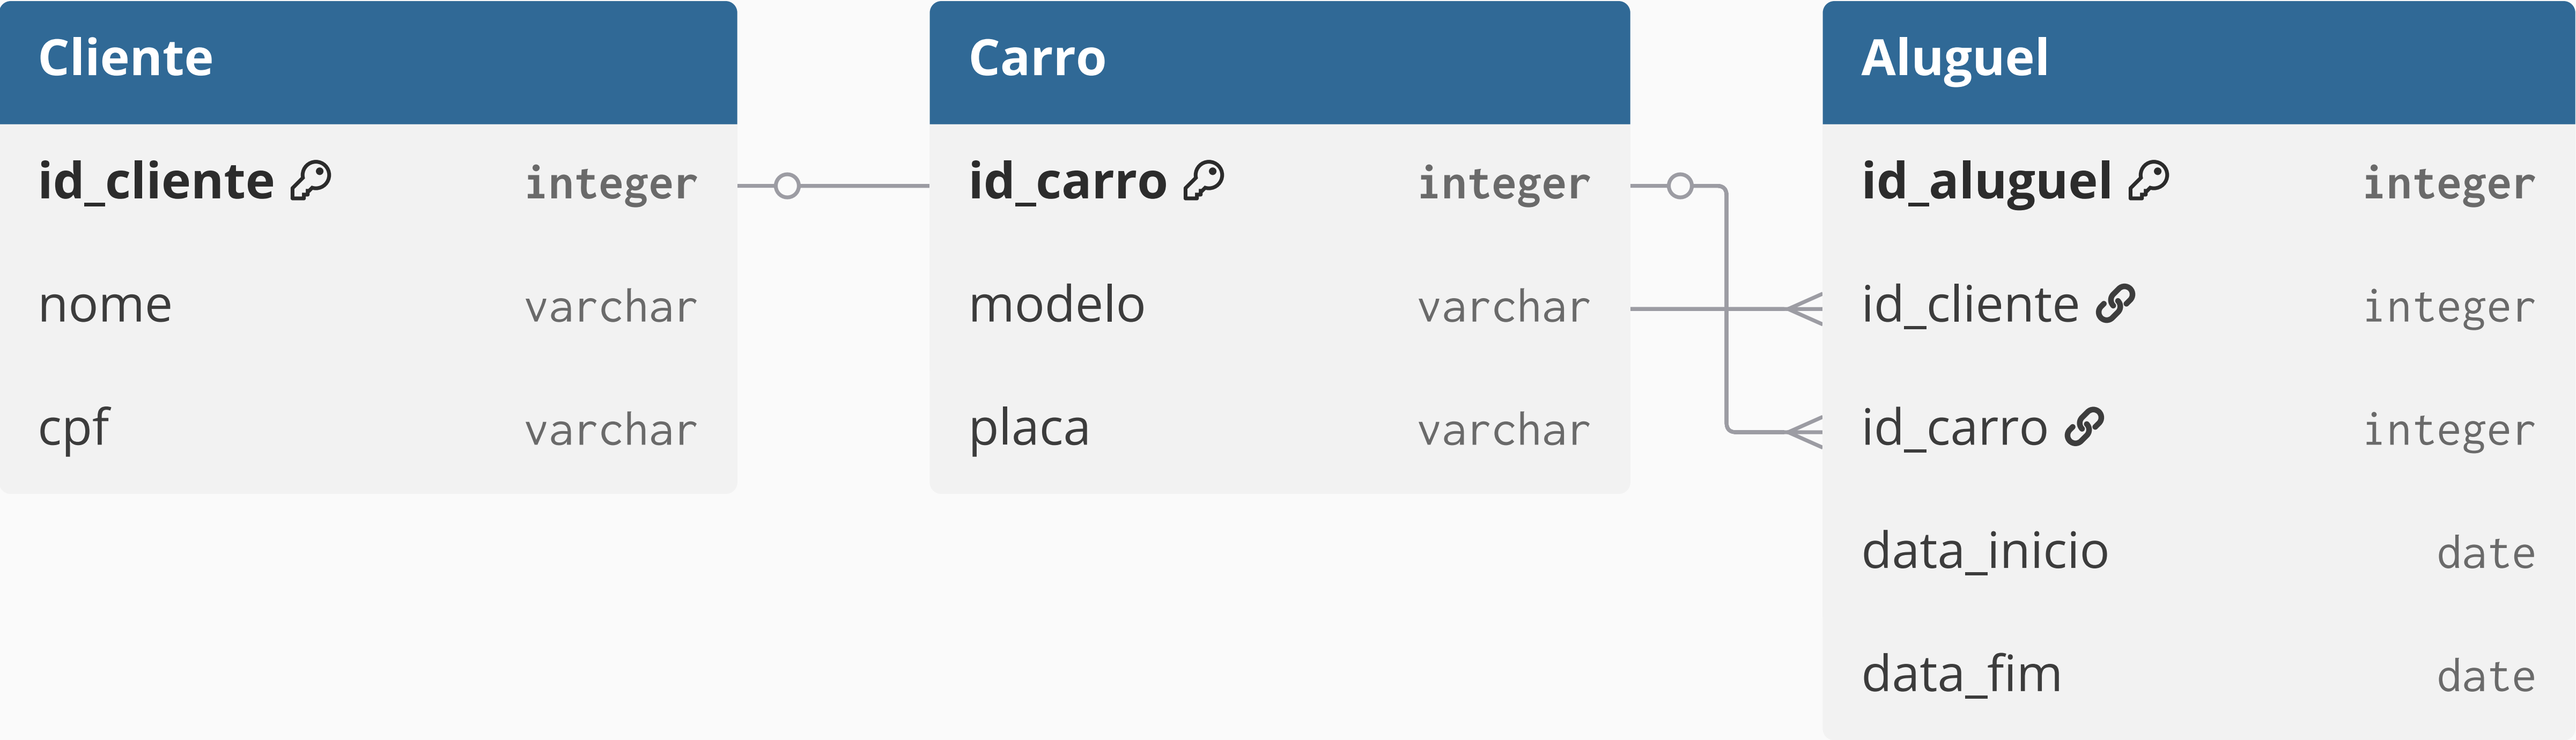 Cliente
id_cliente integer
nome varchar
cpf varchar
Carro
id_carro integer
modelo varchar
placa varchar
Aluguel
id_aluguel integer
id_cliente integer
id_carro integer
data_inicio date
data_fim date